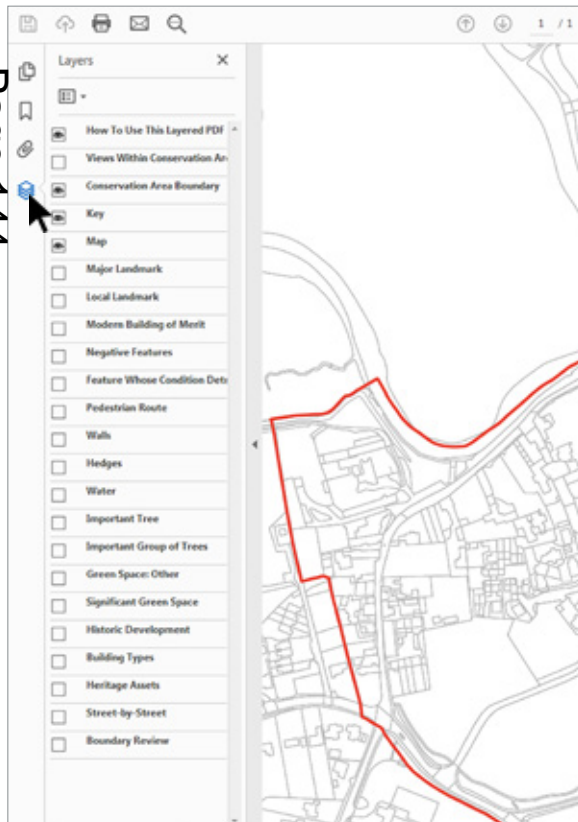 1 / 1
Layers
How To Use This Layered PDF
Views Within Conservation Are
Conservation Area Boundary
Key
Map
Major Landmark
Local Landmark
Modern Building of Merit
Negative Features
Feature Whose Condition Detr
Pedestrian Route
Walls
Hedges
Water
Important Tree
Important Group of Trees
Green Space: Other
Significant Green Space
Historic Development
Building Types
Heritage Assets
Street-by-Street
Boundary Review